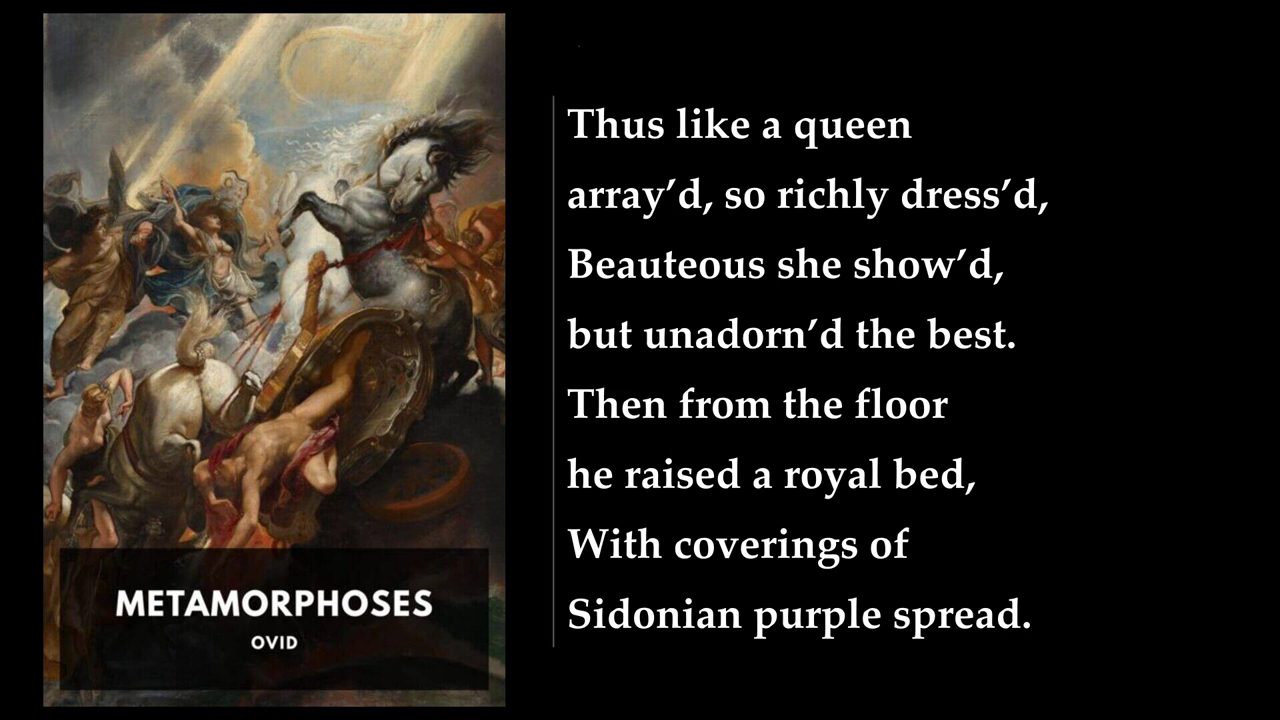 METAMORPHOSES
OVID
Thus like a queen
array’d, so richly dress’d,
Beauteous she show’d,
but unadorn’d the best.
Then from the floor
he raised a royal bed,
With coverings of
Sidonian purple spread.